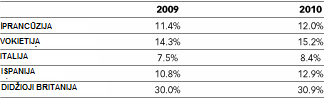 2009 2010
IPRANCŪZIJA 11.4% 12.0%
VOKIETIJA 14.3% 15.2%
ITALIJA 7.5% 8.4%
ISPANIJA 10.8% 12.9%
DIDŽIOJI BRITANIJA 30.0% 30.9%